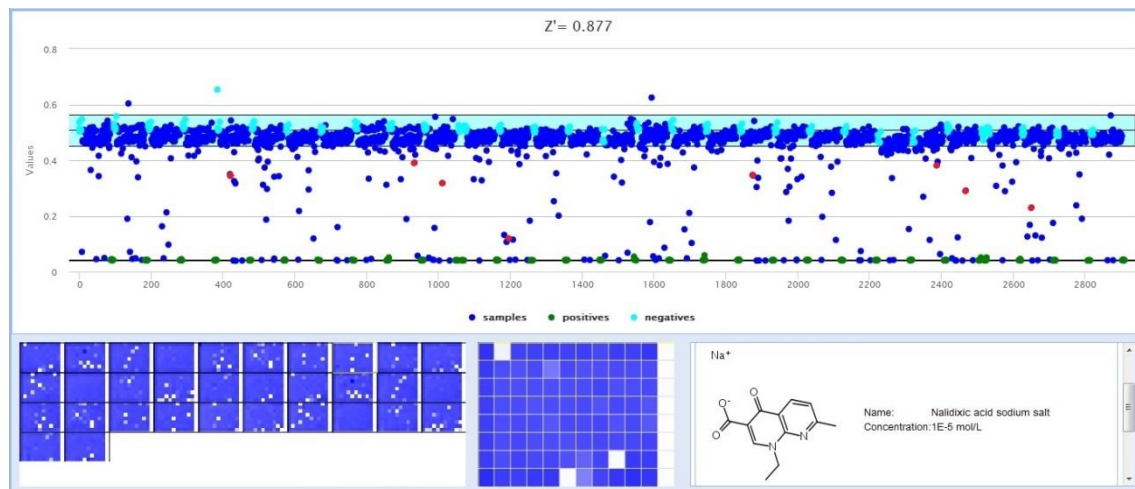 Z'= 0.877
0.8
0.6
0.4
0.2
0
Values
0 200 400 600 800 1000 1200 1400 1600 1800 2000 2200 2400 2600 2800
samples positives negatives
Na+
O
O-
O
N
N
Name: Nalidixic acid sodium salt
Concentration:1E-5 mol/L